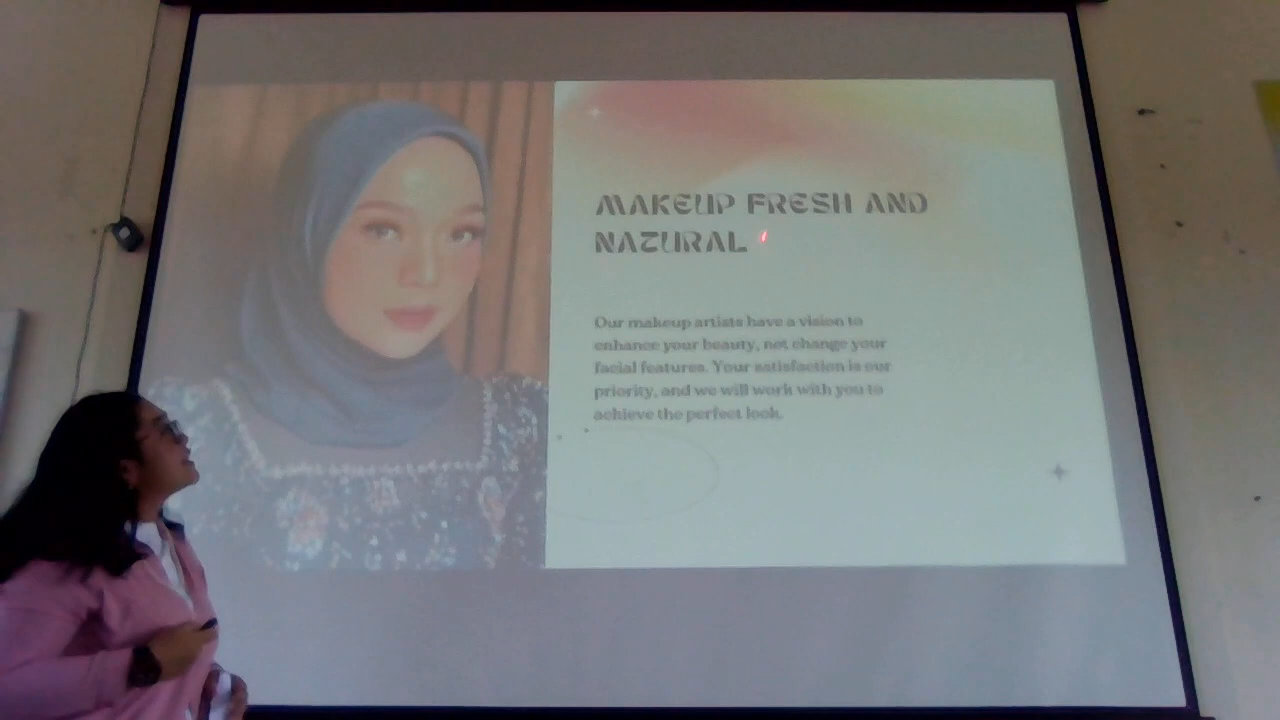 MAKEUP FRESH AND
NATURAL
Our makeup artists have a vision to
enhance your beauty, not change your
facial features. Your satisfaction is our
priority, and we will work with you to
achieve the perfect look.